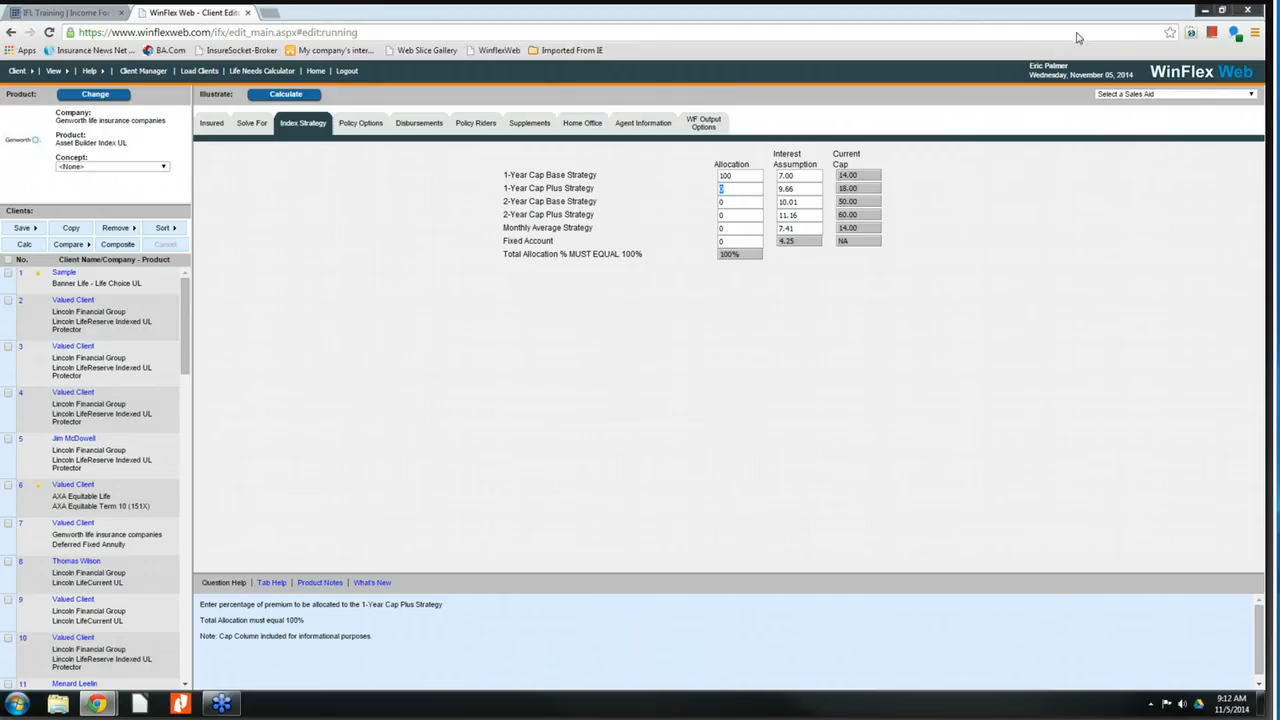 IFL Training | Income For
WinFlex Web - Client Edit
https://www.winflexweb.com/ifx/edit_main.aspx#edit:running
Apps Insurance News Net BA.Com InsureSocket-Broker My company's inter... Web Slice Gallery WinflexWeb Imported From IE
Client View Help Client Manager Load Clients Life Needs Calculator Home Logout
Eric Palmer
Wednesday, November 05, 2014
WinFlex Web
Product: Change
Illustrate: Calculate
Select a Sales Aid
Company:
Genworth life insurance companies
Genworth
Product:
Asset Builder Index UL
Concept:
<None>
Insured Solve For Index Strategy Policy Options Disbursements Policy Riders Supplements Home Office Agent Information WF Output Options
Allocation Interest Assumption Current Cap
1-Year Cap Base Strategy 100 7.00 14.00
1-Year Cap Plus Strategy 0 9.66 18.00
2-Year Cap Base Strategy 0 10.01 50.00
2-Year Cap Plus Strategy 0 11.16 60.00
Monthly Average Strategy 0 7.41 14.00
Fixed Account 0 4.25 NA
Total Allocation % MUST EQUAL 100% 100%
Clients:
Save Copy Remove Sort
Calc Compare Composite Cancel
No. Client Name/Company - Product
1 Sample
Banner Life - Life Choice UL
2 Valued Client
Lincoln Financial Group
Lincoln LifeReserve Indexed UL
Protector
3 Valued Client
Lincoln Financial Group
Lincoln LifeReserve Indexed UL
Protector
4 Valued Client
Lincoln Financial Group
Lincoln LifeReserve Indexed UL
Protector
5 Jim McDowell
Lincoln Financial Group
Lincoln LifeReserve Indexed UL
Protector
6 Valued Client
AXA Equitable Life
AXA Equitable Term 10 (151X)
7 Valued Client
Genworth life insurance companies
Deferred Fixed Annuity
8 Thomas Wilson
Lincoln Financial Group
Lincoln LifeCurrent UL
9 Valued Client
Lincoln Financial Group
Lincoln LifeCurrent UL
10 Valued Client
Lincoln Financial Group
Lincoln LifeReserve Indexed UL
Protector
11 Menard Leelin
Question Help | Tab Help | Product Notes | What's New
Enter percentage of premium to be allocated to the 1-Year Cap Plus Strategy
Total Allocation must equal 100%
Note: Cap Column included for informational purposes.
9:12 AM
11/5/2014